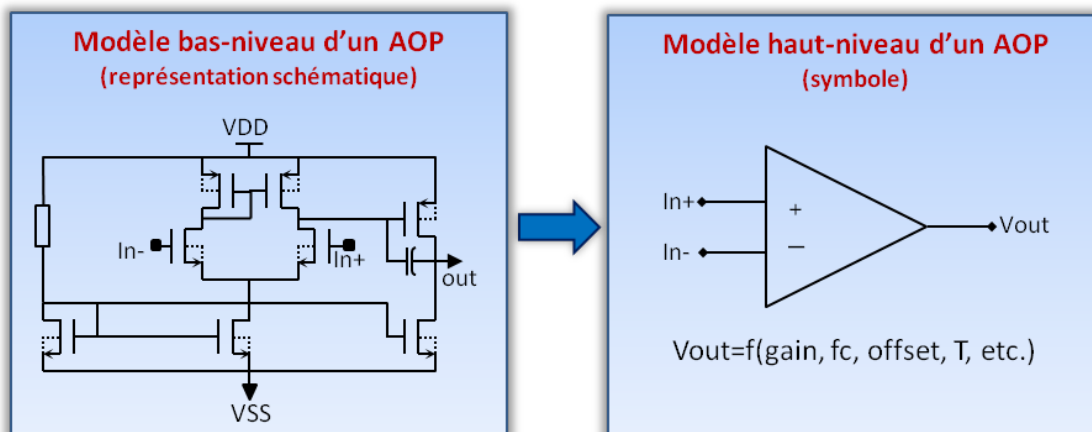 Modèle bas-niveau d'un AOP
(représentation schématique)
VDD
In-
In+
out
VSS
Modèle haut-niveau d'un AOP
(symbole)
In+
+
In-
−
Vout
Vout=f(gain, fc, offset, T, etc.)